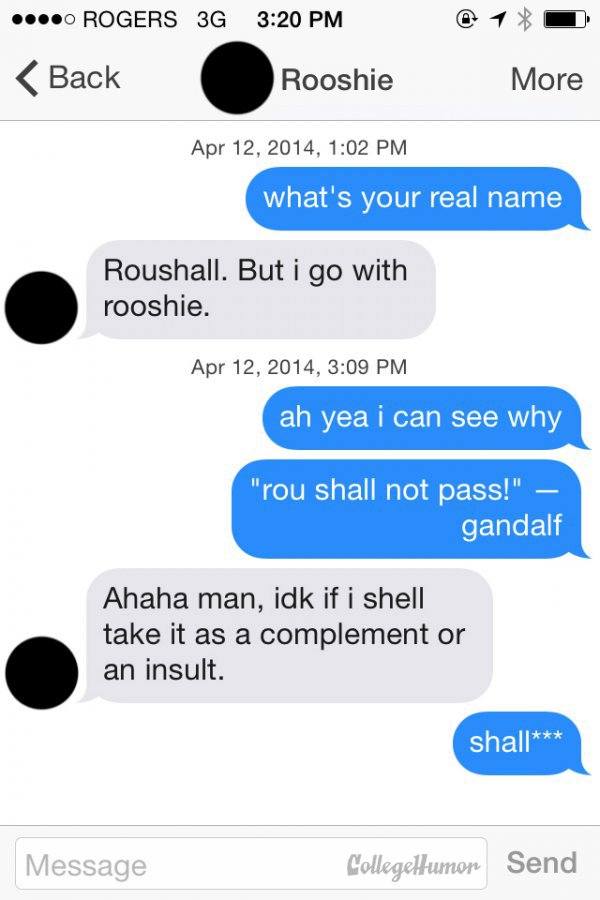 ROGERS 3G 3:20 PM
Back Rooshie More
Apr 12, 2014, 1:02 PM
what's your real name
Roushall. But i go with
rooshie.
Apr 12, 2014, 3:09 PM
ah yea i can see why
"rou shall not pass!" —
gandalf
Ahaha man, idk if i shell
take it as a complement or
an insult.
shall***
Message CollegeHumor Send